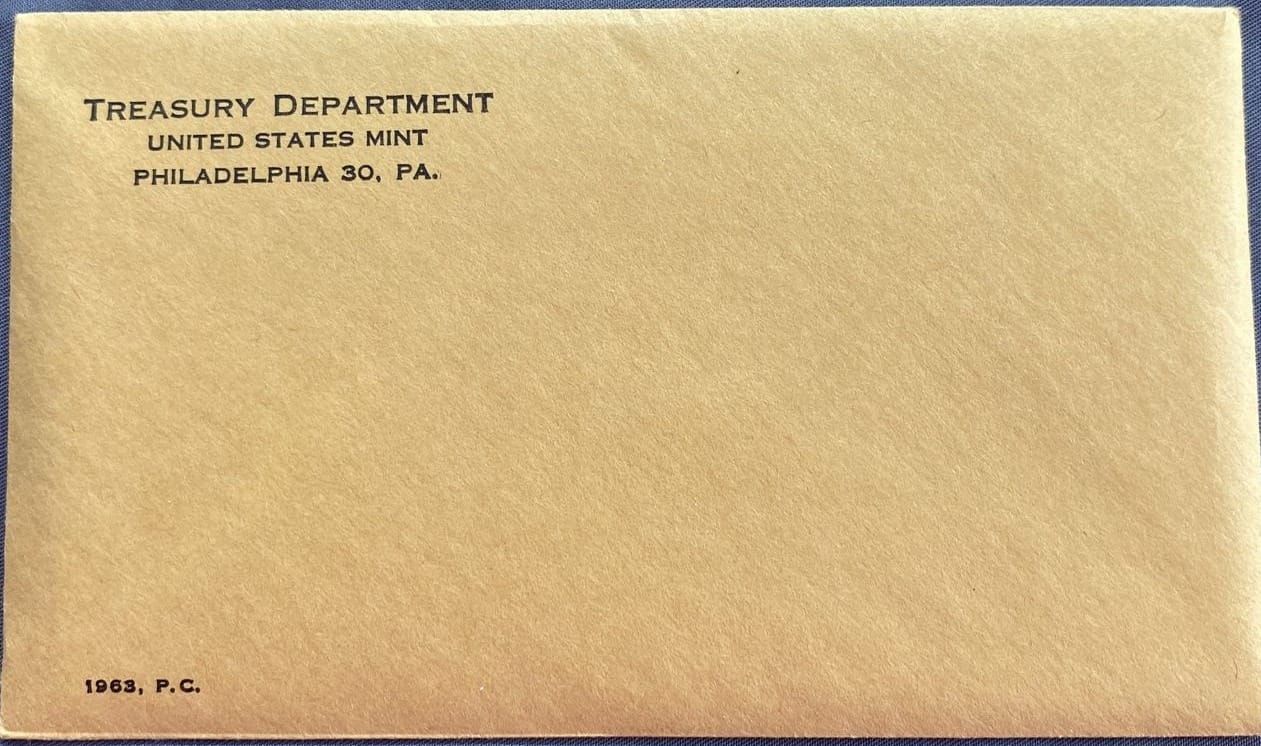 TREASURY DEPARTMENT
UNITED STATES MINT
PHILADELPHIA 30, PA.
1963, P.C.